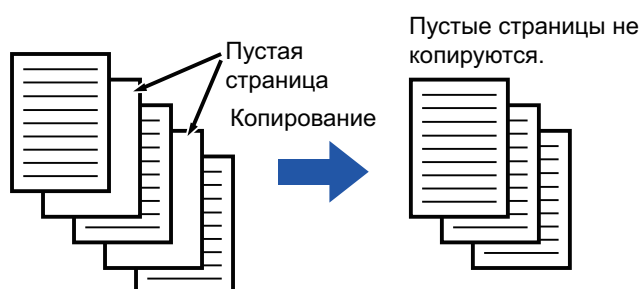 Пустая
страница
Копирование
Пустые страницы не
копируются.